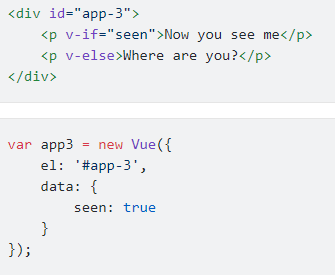 <div id="app-3">
    <p v-if="seen">Now you see me</p>
    <p v-else>Where are you?</p>
</div>
var app3 = new Vue({
    el: '#app-3',
    data: {
        seen: true
    }
});